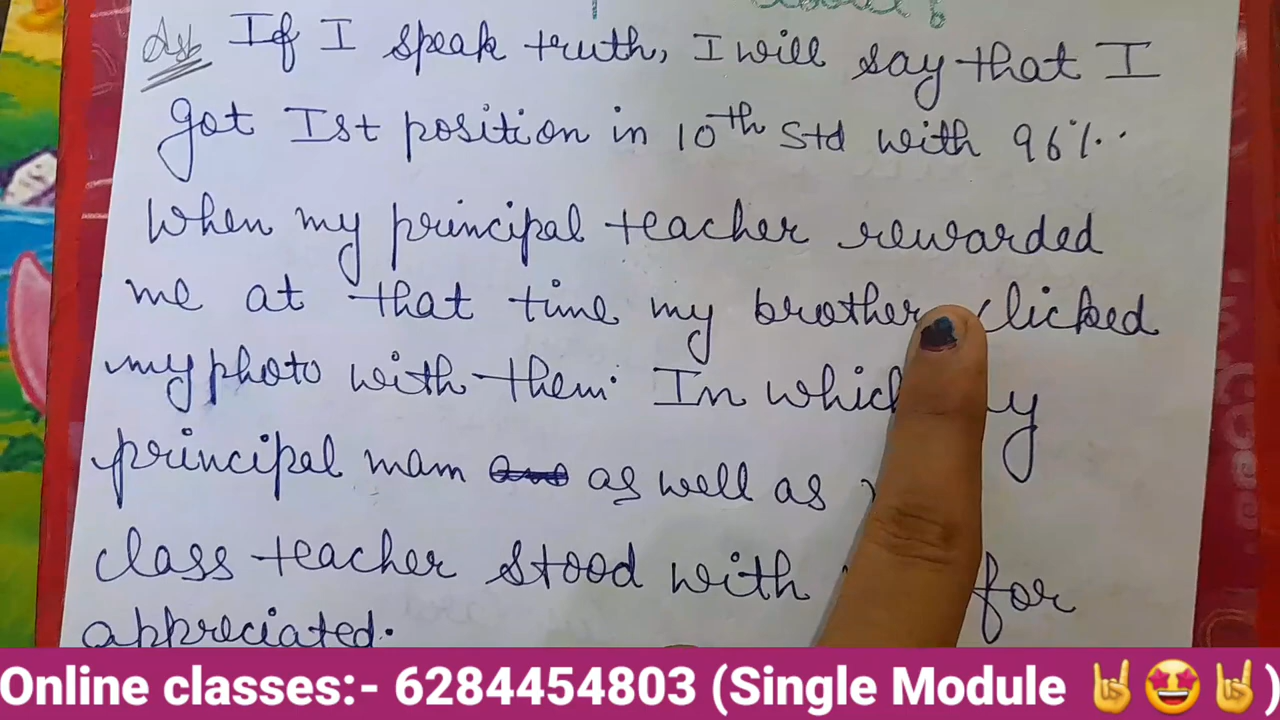 Ans If I speak truth, I will say that I
got Ist position in 10th Std with 96%.
When my principal teacher rewarded
me at that time my brother clicked
my photo with them. In which my
principal mam as well as
class teacher stood with for
appreciated.
Online classes:- 6284454803 (Single Module 🤘🤩🤘)